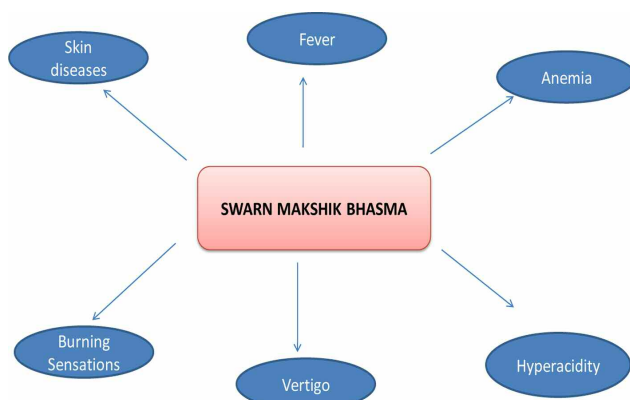 Skin
diseases
Fever
Anemia
SWARN MAKSHIK BHASMA
Burning
Sensations
Vertigo
Hyperacidity